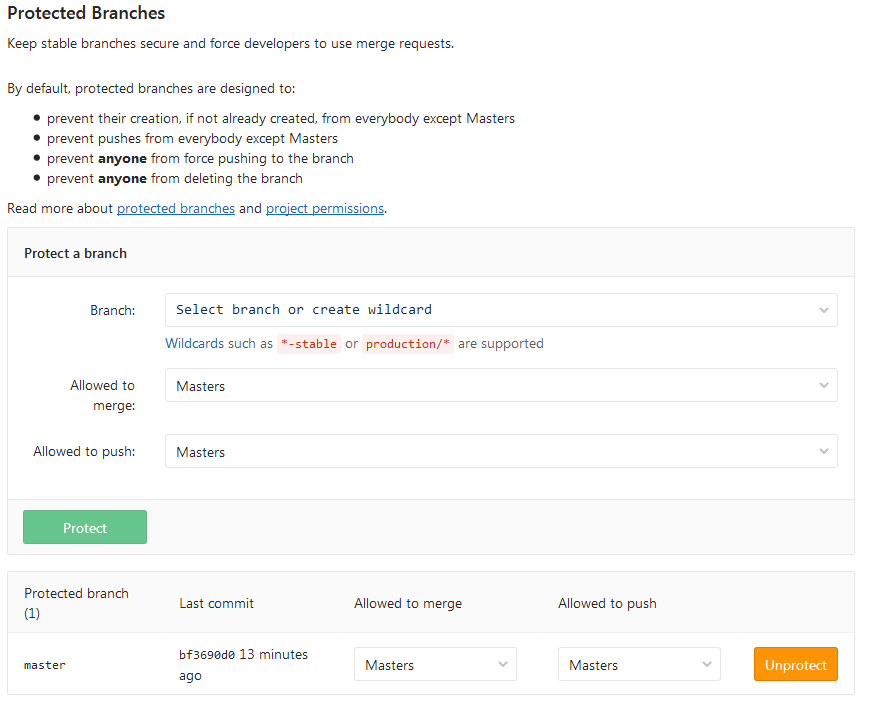 Protected Branches
Keep stable branches secure and force developers to use merge requests.
By default, protected branches are designed to:
prevent their creation, if not already created, from everybody except Masters
prevent pushes from everybody except Masters
prevent anyone from force pushing to the branch
prevent anyone from deleting the branch
Read more about protected branches and project permissions.
Protect a branch
Branch:
Select branch or create wildcard
Wildcards such as *-stable or production/* are supported
Allowed to
merge:
Masters
Allowed to push:
Masters
Protect
Protected branch
(1)
Last commit
Allowed to merge
Allowed to push
master
bf3690d0 13 minutes
ago
Masters
Masters
Unprotect